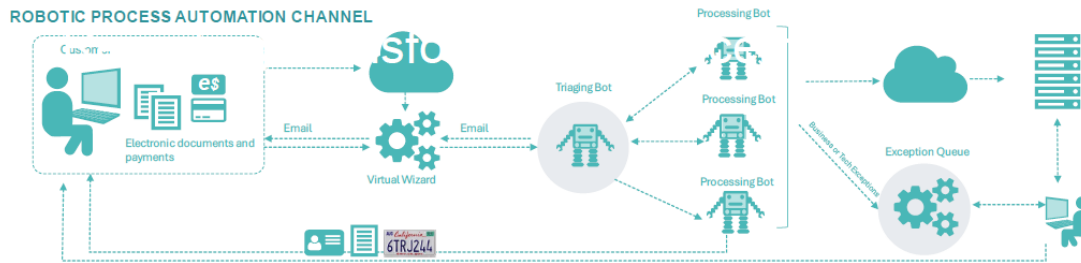 ROBOTIC PROCESS AUTOMATION CHANNEL
Customer
e$
Electronic documents and
payments
Email
Virtual Wizard
Email
Triaging Bot
Processing Bot
Processing Bot
Processing Bot
Business or Tech Exceptions
Exception Queue
California
6TRJ244